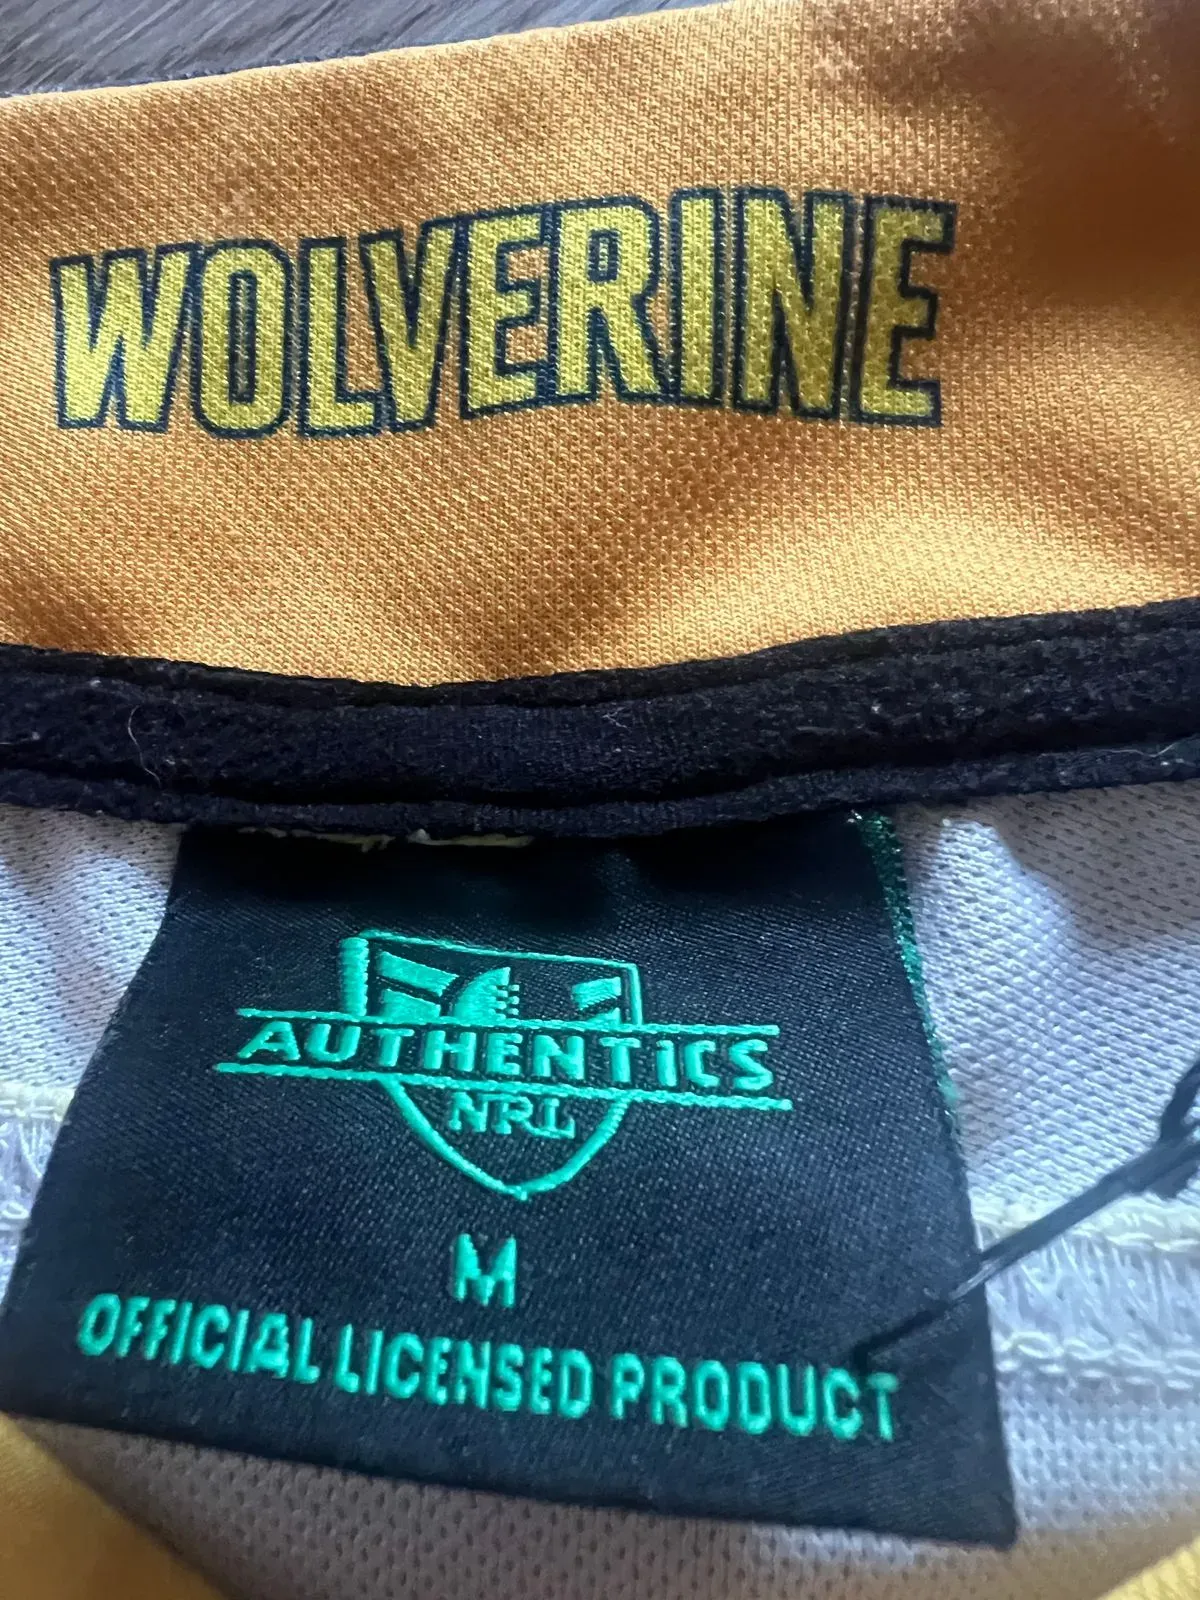 WOLVERINE
AUTHENTICS
NRL
M
OFFICIAL LICENSED PRODUCT